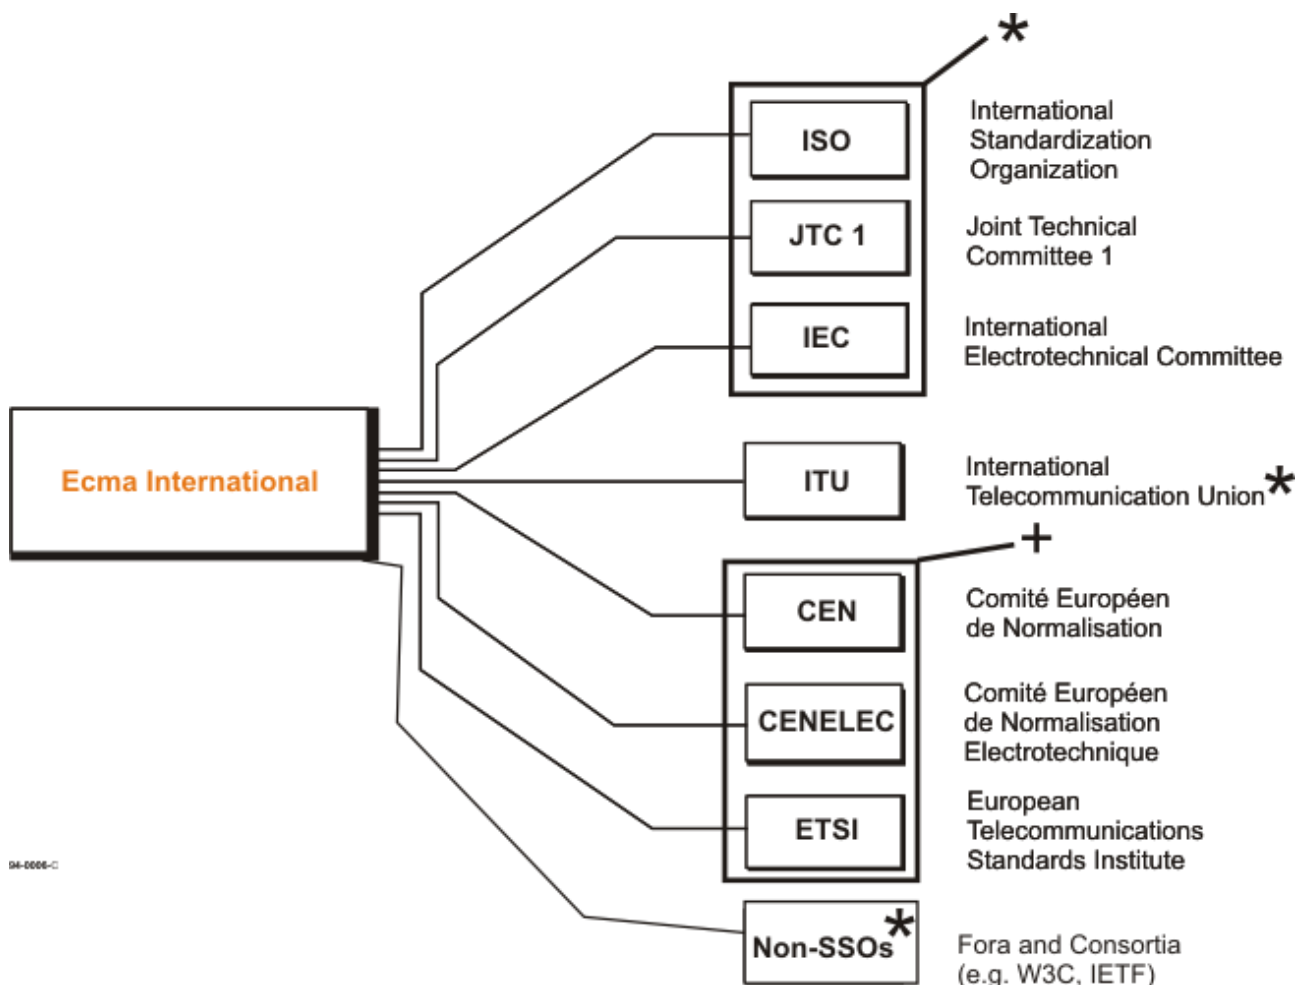 *
ISO
International
Standardization
Organization
JTC 1
Joint Technical
Committee 1
IEC
International
Electrotechnical Committee
Ecma International
ITU
International
Telecommunication Union*
+
CEN
Comité Européen
de Normalisation
CENELEC
Comité Européen
de Normalisation
Electrotechnique
ETSI
European
Telecommunications
Standards Institute
94-0006-C
Non-SSOs*
Fora and Consortia
(e.g. W3C, IETF)